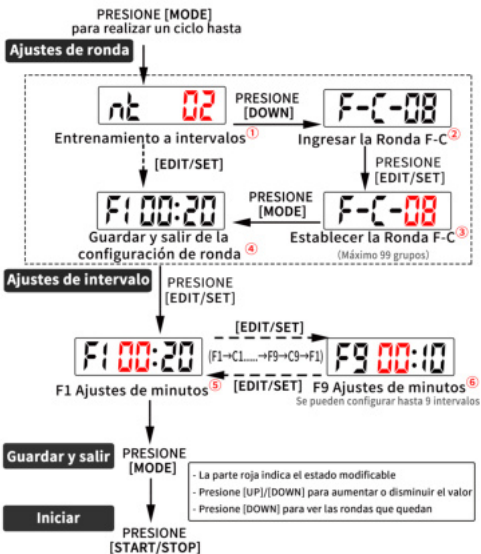 PRESIONE [MODE]
para realizar un ciclo hasta
Ajustes de ronda
nt 02
PRESIONE
[DOWN]
F-C-08
Entrenamiento a intervalos①
Ingresar la Ronda F-C②
[EDIT/SET]
PRESIONE
[EDIT/SET]
F1 00:20
PRESIONE
[MODE]
F-C-08
Guardar y salir de la
configuración de ronda ④
Establecer la Ronda F-C③
(Máximo 99 grupos)
Ajustes de intervalo
PRESIONE
[EDIT/SET]
[EDIT/SET]
F1 00:20
(F1→C1.....→F9→C9→F1)
F9 00:10
[EDIT/SET]
F1 Ajustes de minutos⑤
F9 Ajustes de minutos⑥
Se pueden configurar hasta 9 intervalos
Guardar y salir
PRESIONE
[MODE]
- La parte roja indica el estado modificable
- Presione [UP]/[DOWN] para aumentar o disminuir el valor
- Presione [DOWN] para ver las rondas que quedan
Iniciar
PRESIONE
[START/STOP]